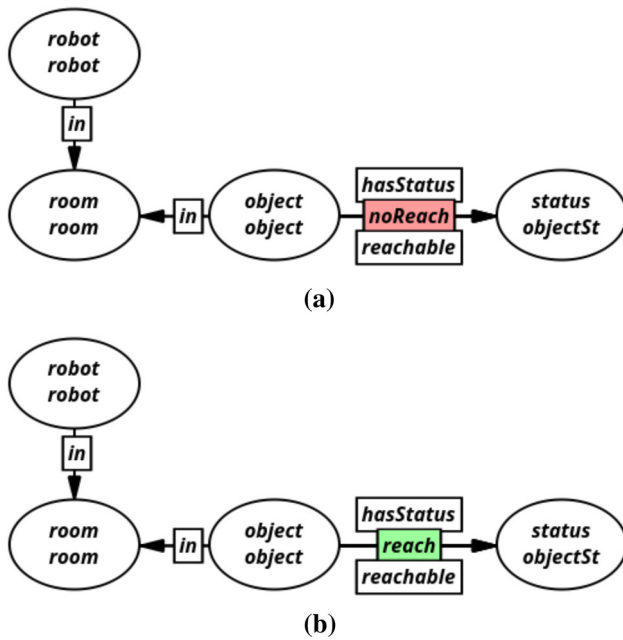 robot
robot
in
room
room
in
object
object
hasStatus
noReach
reachable
status
objectSt
(a)
robot
robot
in
room
room
in
object
object
hasStatus
reach
reachable
status
objectSt
(b)